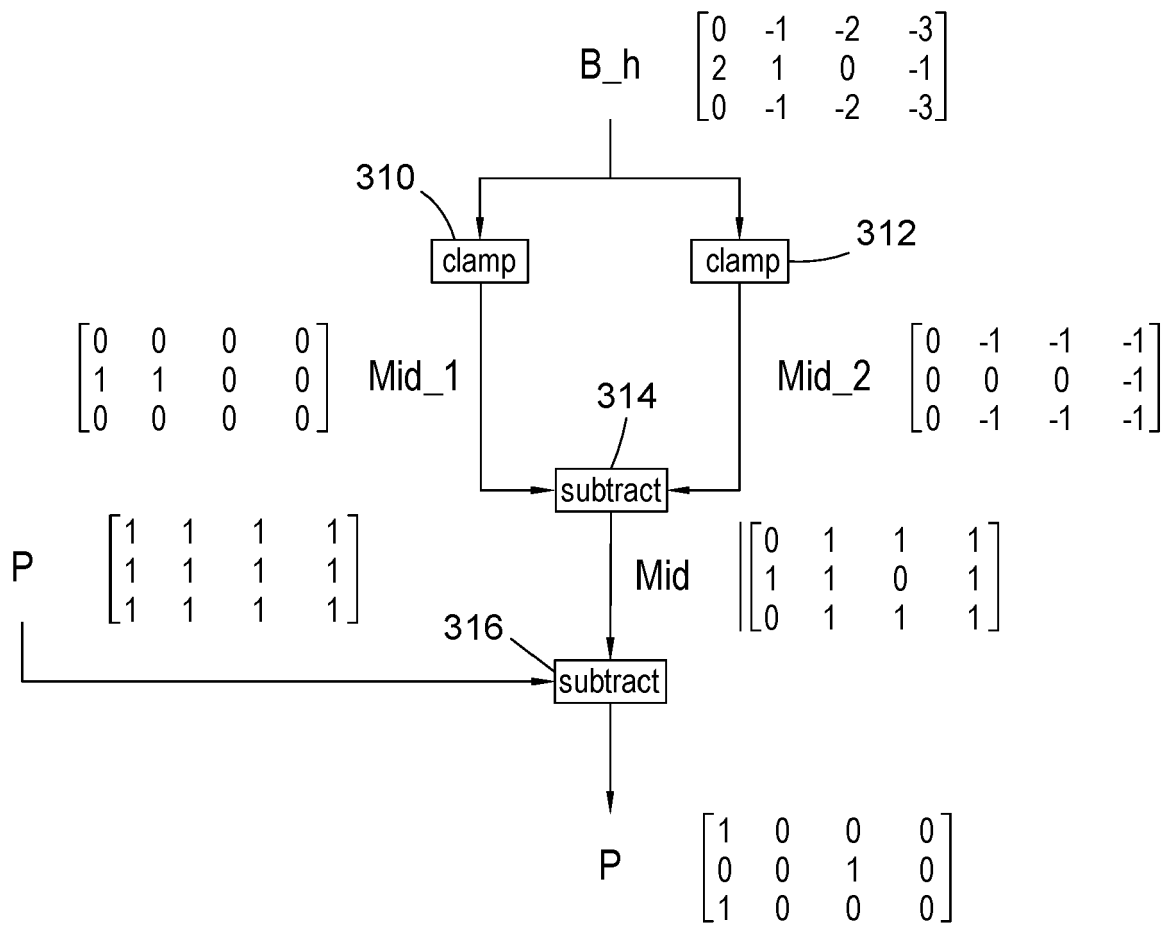 B_h
0 -1 -2 -3
2 1 0 -1
0 -1 -2 -3
310
312
clamp
clamp
0 0 0 0
1 1 0 0
0 0 0 0
Mid_1
Mid_2
0 -1 -1 -1
0 0 0 -1
0 -1 -1 -1
314
subtract
P
1 1 1 1
1 1 1 1
1 1 1 1
Mid
0 1 1 1
1 1 0 1
0 1 1 1
316
subtract
P
1 0 0 0
0 0 1 0
1 0 0 0